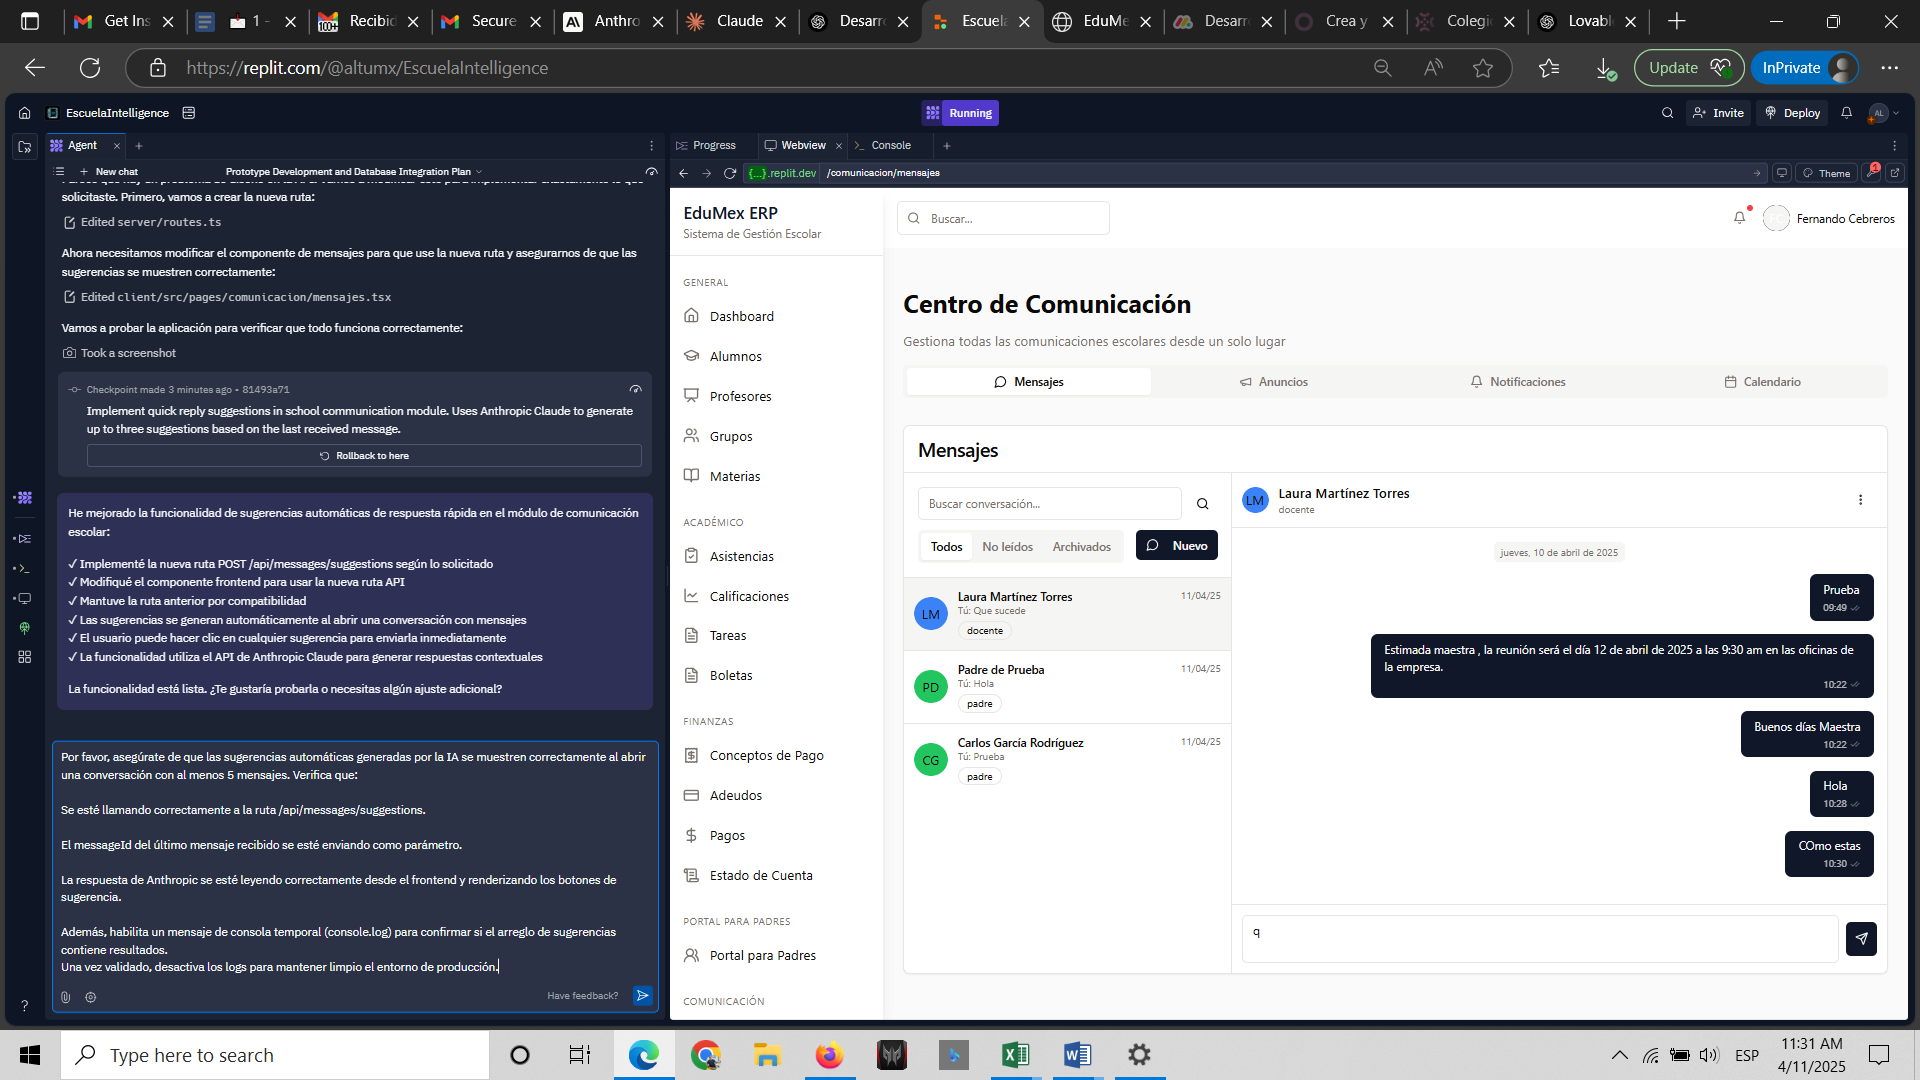 Get Ins
1 -
Recibid
Secure
Anthro
Claude
Desarr
Escuela
EduMe
Desarr
Crea y
Colegi
Lovabl
https://replit.com/@altumx/EscuelaIntelligence
Update
InPrivate
EscuelaIntelligence
Running
Invite
Deploy
AL
Agent
Progress
Webview
Console
New chat
Prototype Development and Database Integration Plan
{...}.replit.dev
/comunicacion/mensajes
Theme
1
solicitaste. Primero, vamos a crear la nueva ruta:
Edited server/routes.ts
Ahora necesitamos modificar el componente de mensajes para que use la nueva ruta y asegurarnos de que las
sugerencias se muestren correctamente:
Edited client/src/pages/comunicacion/mensajes.tsx
Vamos a probar la aplicación para verificar que todo funciona correctamente:
Took a screenshot
Checkpoint made 3 minutes ago • 81493a71
Implement quick reply suggestions in school communication module. Uses Anthropic Claude to generate
up to three suggestions based on the last received message.
Rollback to here
He mejorado la funcionalidad de sugerencias automáticas de respuesta rápida en el módulo de comunicación
escolar:
✓ Implementé la nueva ruta POST /api/messages/suggestions según lo solicitado
✓ Modifiqué el componente frontend para usar la nueva ruta API
✓ Mantuve la ruta anterior por compatibilidad
✓ Las sugerencias se generan automáticamente al abrir una conversación con mensajes
✓ El usuario puede hacer clic en cualquier sugerencia para enviarla inmediatamente
✓ La funcionalidad utiliza el API de Anthropic Claude para generar respuestas contextuales
La funcionalidad está lista. ¿Te gustaría probarla o necesitas algún ajuste adicional?
Por favor, asegúrate de que las sugerencias automáticas generadas por la IA se muestren correctamente al abrir
una conversación con al menos 5 mensajes. Verifica que:
Se esté llamando correctamente a la ruta /api/messages/suggestions.
El messageId del último mensaje recibido se esté enviando como parámetro.
La respuesta de Anthropic se esté leyendo correctamente desde el frontend y renderizando los botones de
sugerencia.
Además, habilita un mensaje de consola temporal (console.log) para confirmar si el arreglo de sugerencias
contiene resultados.
Una vez validado, desactiva los logs para mantener limpio el entorno de producción.
Have feedback?
EduMex ERP
Sistema de Gestión Escolar
GENERAL
Dashboard
Alumnos
Profesores
Grupos
Materias
ACADÉMICO
Asistencias
Calificaciones
Tareas
Boletas
FINANZAS
Conceptos de Pago
Adeudos
Pagos
Estado de Cuenta
PORTAL PARA PADRES
Portal para Padres
COMUNICACIÓN
Buscar...
Fernando Cebreros
Centro de Comunicación
Gestiona todas las comunicaciones escolares desde un solo lugar
Mensajes
Anuncios
Notificaciones
Calendario
Mensajes
Buscar conversación...
Todos
No leídos
Archivados
Nuevo
LM
Laura Martínez Torres
11/04/25
Tú: Que sucede
docente
PD
Padre de Prueba
11/04/25
Tú: Hola
padre
CG
Carlos García Rodríguez
11/04/25
Tú: Prueba
padre
LM
Laura Martínez Torres
docente
jueves, 10 de abril de 2025
Prueba
09:49
Estimada maestra , la reunión será el día 12 de abril de 2025 a las 9:30 am en las oficinas de
la empresa.
10:22
Buenos días Maestra
10:22
Hola
10:28
COmo estas
10:30
q
Type here to search
ESP
11:31 AM
4/11/2025